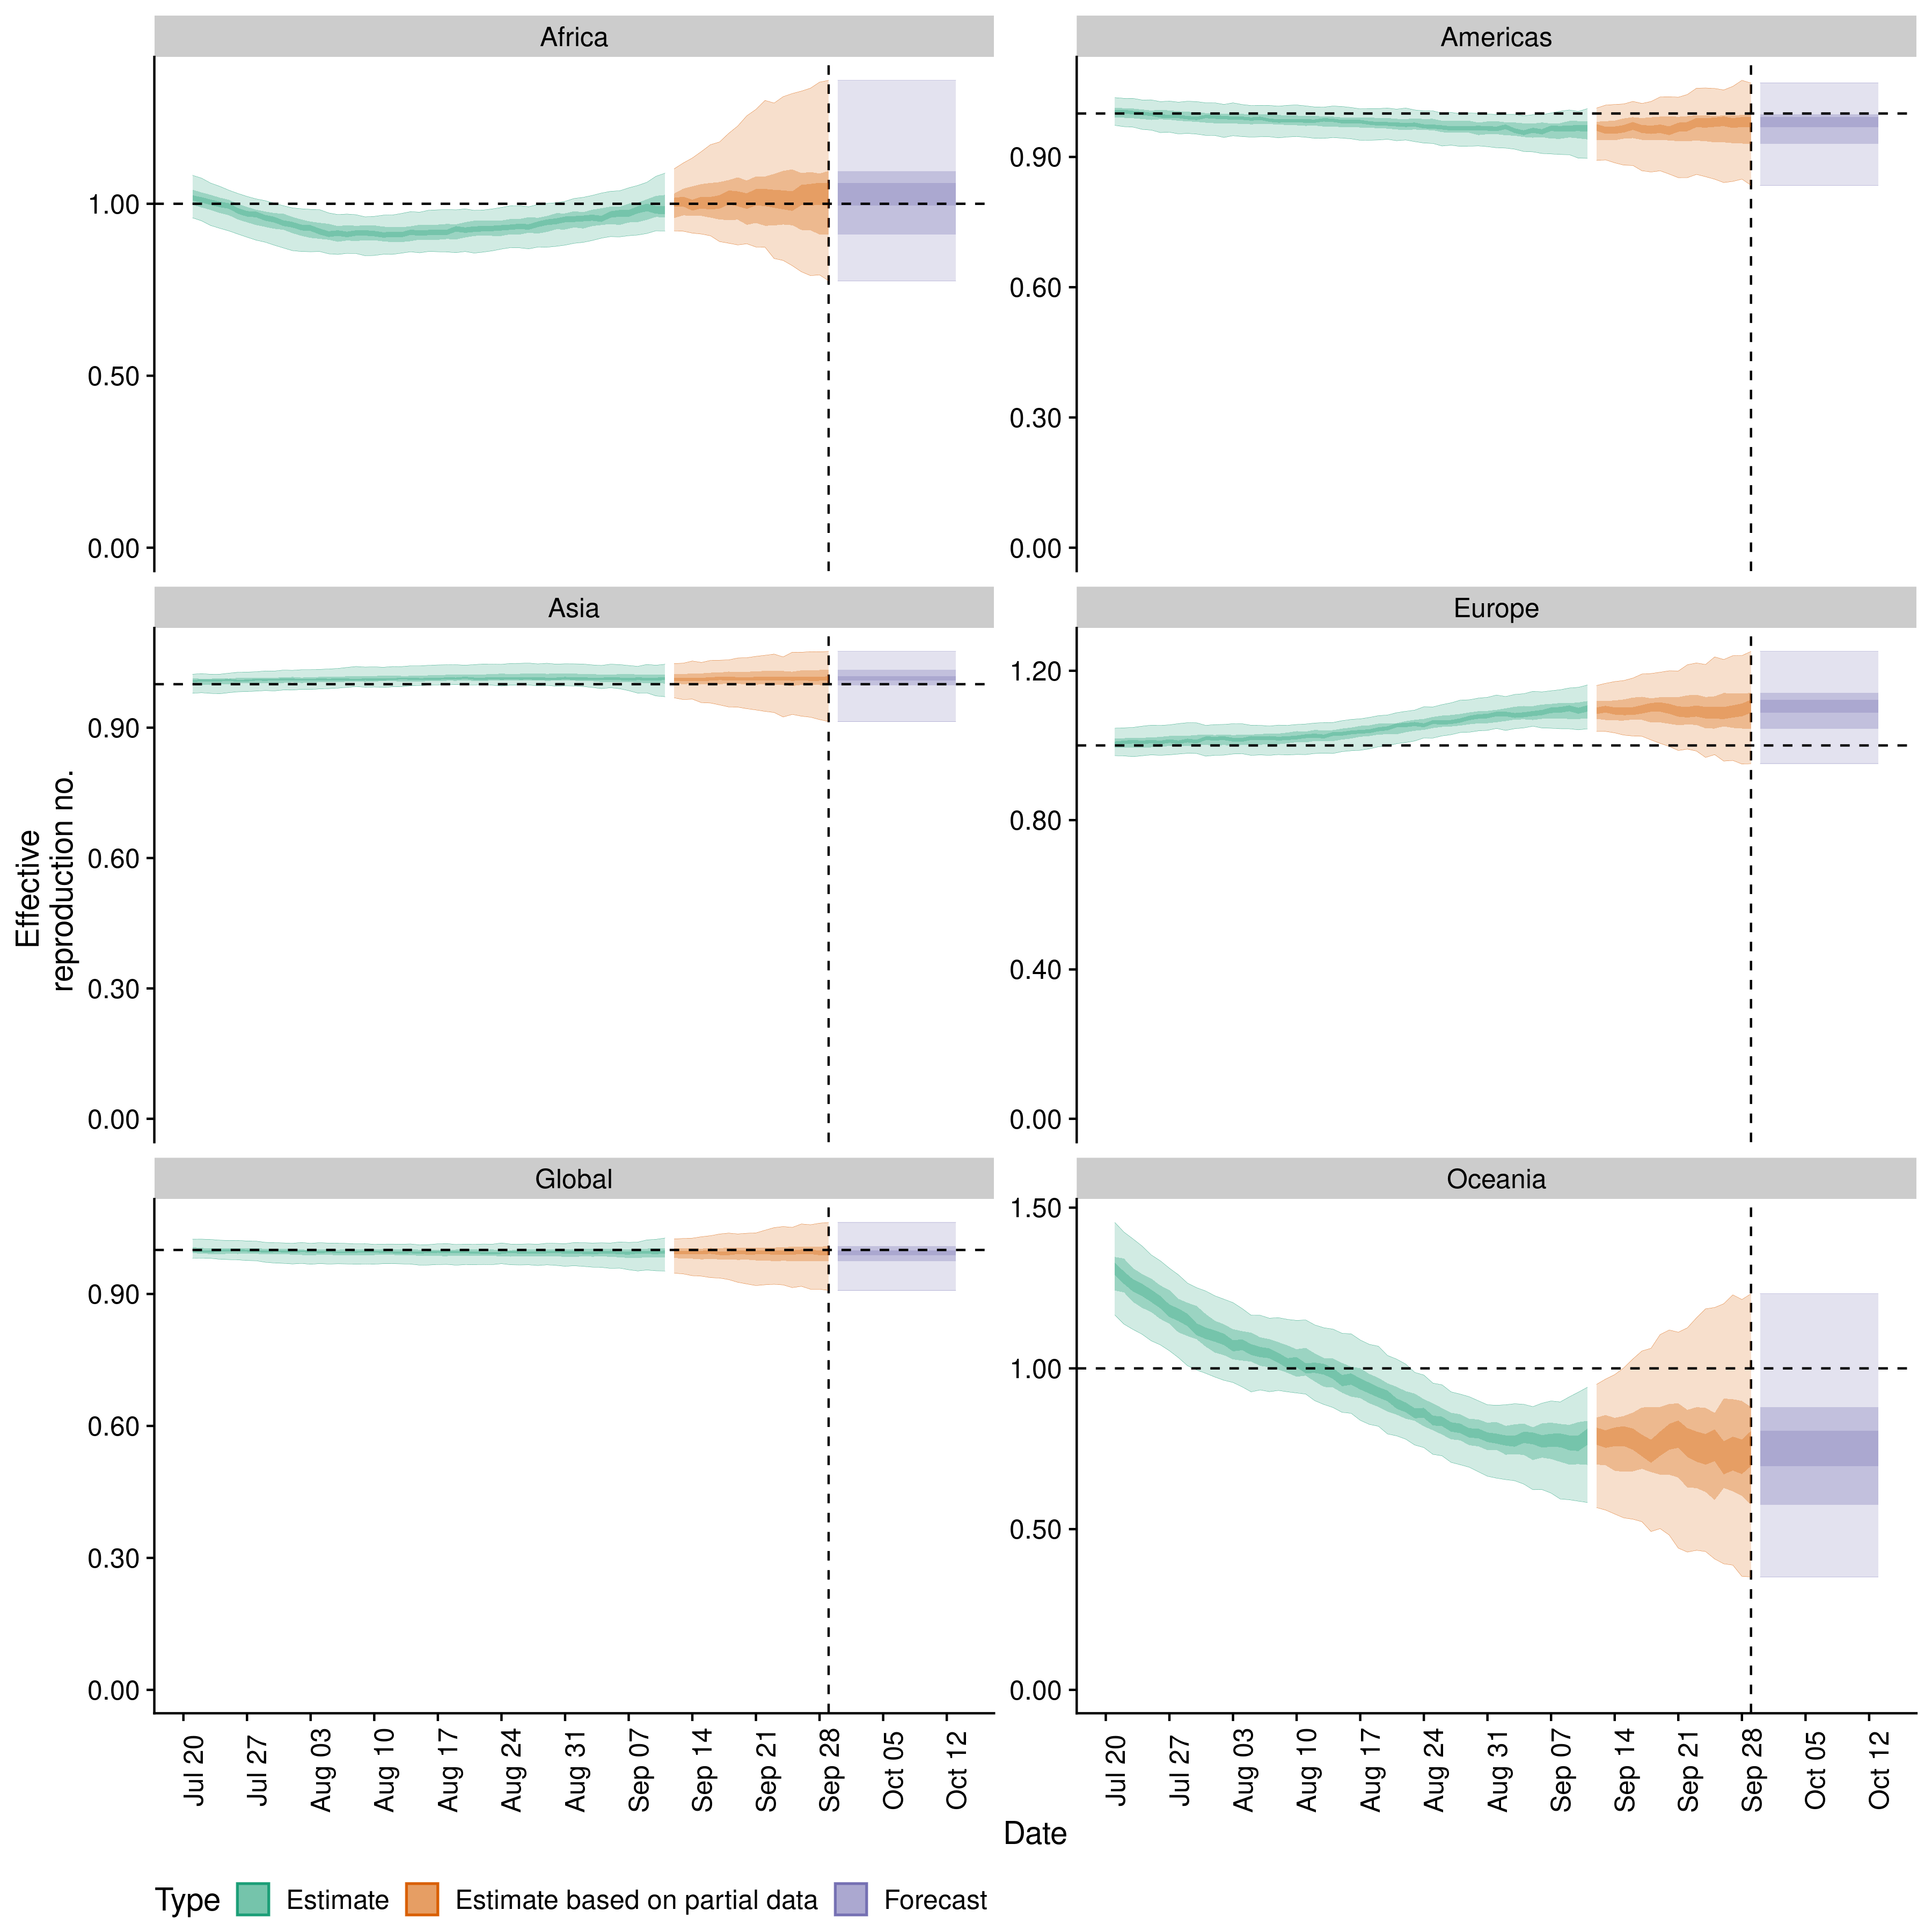 Africa
Americas
1.00
0.50
0.00
0.90
0.60
0.30
0.00
Asia
Europe
0.90
0.60
0.30
0.00
1.20
0.80
0.40
0.00
Effective
reproduction no.
Global
Oceania
0.90
0.60
0.30
0.00
1.50
1.00
0.50
0.00
Jul 20
Jul 27
Aug 03
Aug 10
Aug 17
Aug 24
Aug 31
Sep 07
Sep 14
Sep 21
Sep 28
Oct 05
Oct 12
Jul 20
Jul 27
Aug 03
Aug 10
Aug 17
Aug 24
Aug 31
Sep 07
Sep 14
Sep 21
Sep 28
Oct 05
Oct 12
Date
Type Estimate Estimate based on partial data Forecast